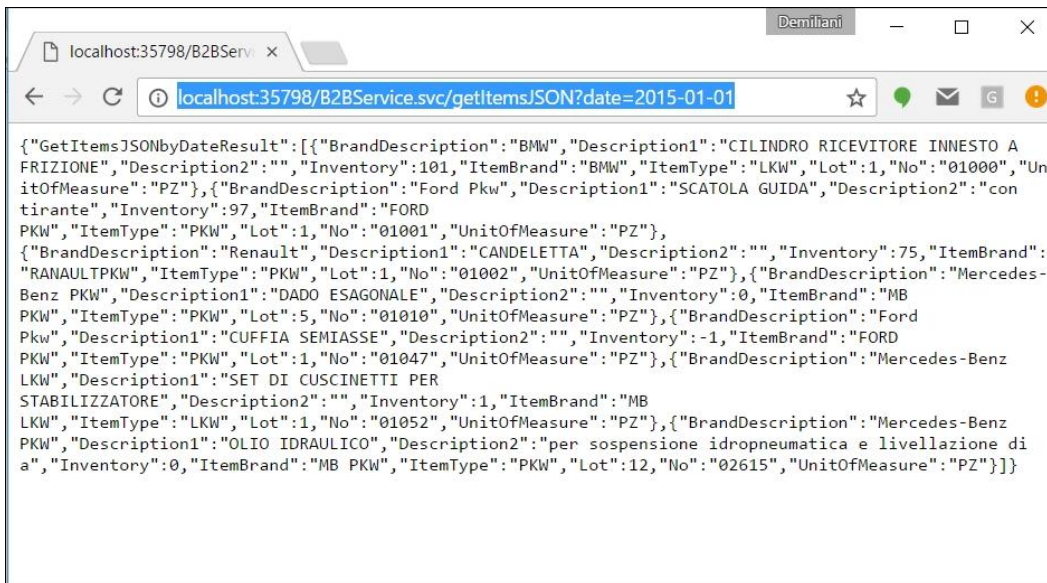 Demiliani
localhost:35798/B2BServi
localhost:35798/B2BService.svc/getItemsJSON?date=2015-01-01
G
{"GetItemsJSONbyDateResult":[{"BrandDescription":"BMW","Description1":"CILINDRO RICEVITORE INNESTO A
FRIZIONE","Description2":"","Inventory":101,"ItemBrand":"BMW","ItemType":"LKW","Lot":1,"No":"01000","Un
itOfMeasure":"PZ"},{"BrandDescription":"Ford Pkw","Description1":"SCATOLA GUIDA","Description2":"con
tirante","Inventory":97,"ItemBrand":"FORD
PKW","ItemType":"PKW","Lot":1,"No":"01001","UnitOfMeasure":"PZ"},
{"BrandDescription":"Renault","Description1":"CANDELETTA","Description2":"","Inventory":75,"ItemBrand":
"RANAULTPKW","ItemType":"PKW","Lot":1,"No":"01002","UnitOfMeasure":"PZ"},{"BrandDescription":"Mercedes-
Benz PKW","Description1":"DADO ESAGONALE","Description2":"","Inventory":0,"ItemBrand":"MB
PKW","ItemType":"PKW","Lot":5,"No":"01010","UnitOfMeasure":"PZ"},{"BrandDescription":"Ford
Pkw","Description1":"CUFFIA SEMIASSE","Description2":"","Inventory":-1,"ItemBrand":"FORD
PKW","ItemType":"PKW","Lot":1,"No":"01047","UnitOfMeasure":"PZ"},{"BrandDescription":"Mercedes-Benz
LKW","Description1":"SET DI CUSCINETTI PER
STABILIZZATORE","Description2":"","Inventory":1,"ItemBrand":"MB
LKW","ItemType":"LKW","Lot":1,"No":"01052","UnitOfMeasure":"PZ"},{"BrandDescription":"Mercedes-Benz
PKW","Description1":"OLIO IDRAULICO","Description2":"per sospensione idropneumatica e livellazione di
a","Inventory":0,"ItemBrand":"MB PKW","ItemType":"PKW","Lot":12,"No":"02615","UnitOfMeasure":"PZ"}]}